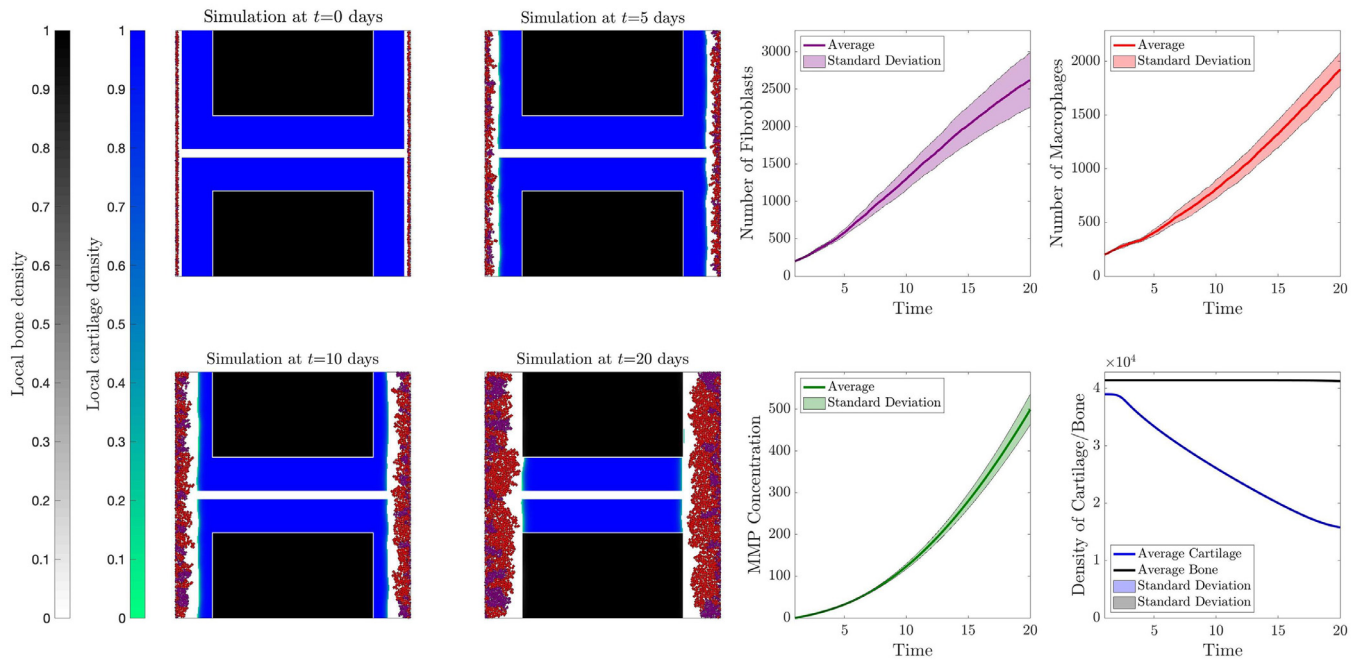 Local bone density
1
0.9
0.8
0.7
0.6
0.5
0.4
0.3
0.2
0.1
0
Local cartilage density
1
0.9
0.8
0.7
0.6
0.5
0.4
0.3
0.2
0.1
0
Simulation at t=0 days
Simulation at t=5 days
Simulation at t=10 days
Simulation at t=20 days
Number of Fibroblasts
3000
2500
2000
1500
1000
500
0
Average
Standard Deviation
5
10
15
20
Time
Number of Macrophages
2000
1500
1000
500
0
Average
Standard Deviation
5
10
15
20
Time
MMP Concentration
500
400
300
200
100
0
Average
Standard Deviation
5
10
15
20
Time
Density of Cartilage/Bone
×10⁴
4
3
2
1
0
Average Cartilage
Average Bone
Standard Deviation
Standard Deviation
5
10
15
20
Time